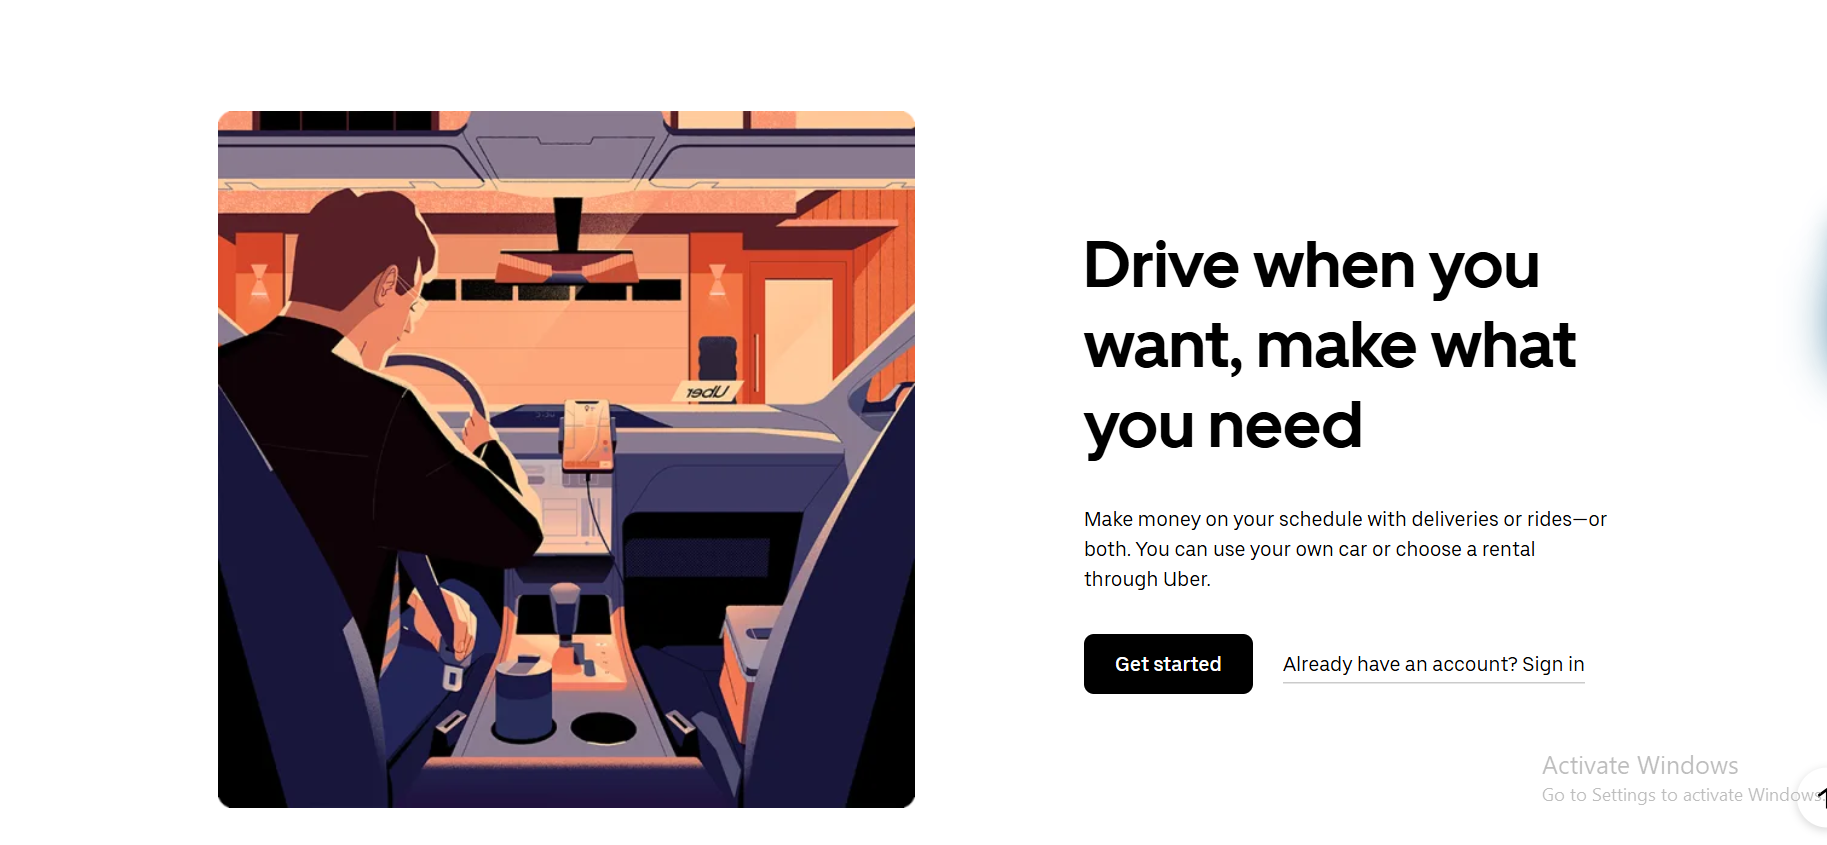 Uber
Drive when you
want, make what
you need
Make money on your schedule with deliveries or rides—or
both. You can use your own car or choose a rental
through Uber.
Get started
Already have an account? Sign in
Activate Windows
Go to Settings to activate Windows.